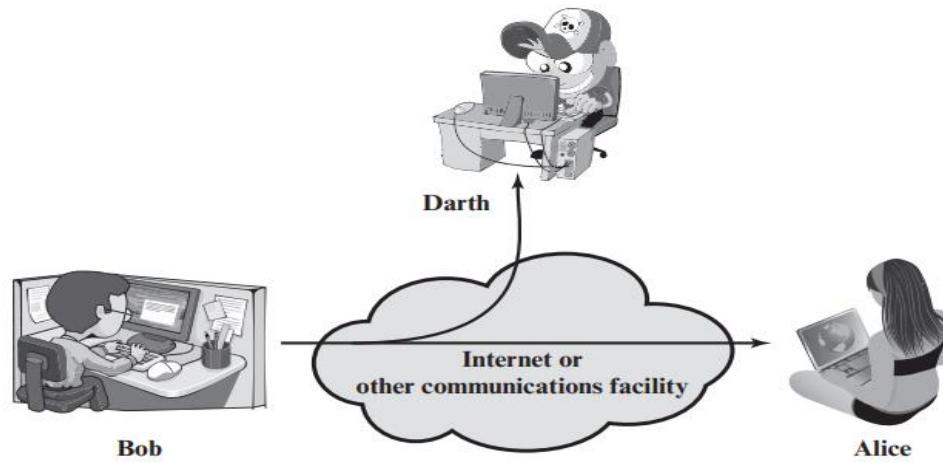 Darth
Internet or
other communications facility
Bob
Alice